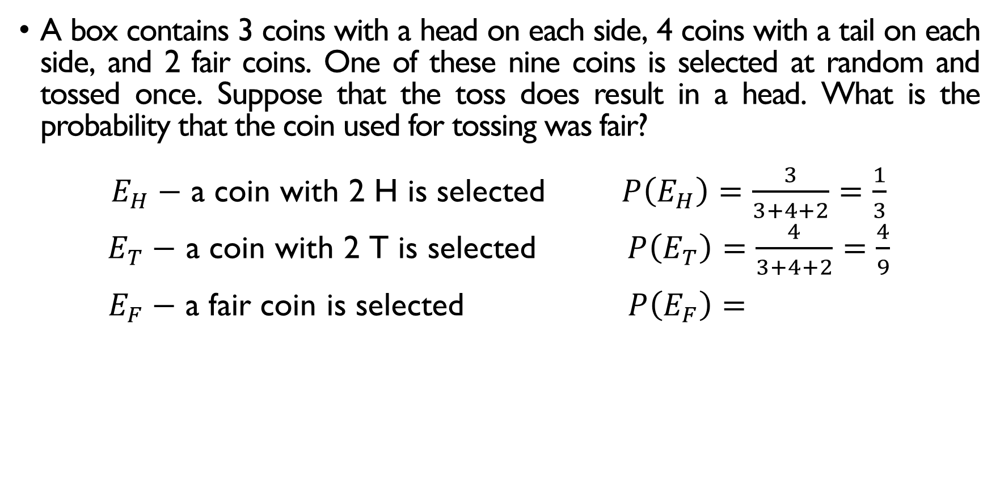 • A box contains 3 coins with a head on each side, 4 coins with a tail on each
side, and 2 fair coins. One of these nine coins is selected at random and
tossed once. Suppose that the toss does result in a head. What is the
probability that the coin used for tossing was fair?
E_H − a coin with 2 H is selected P(E_H) = 3/(3+4+2) = 1/3
E_T − a coin with 2 T is selected P(E_T) = 4/(3+4+2) = 4/9
E_F − a fair coin is selected P(E_F) =